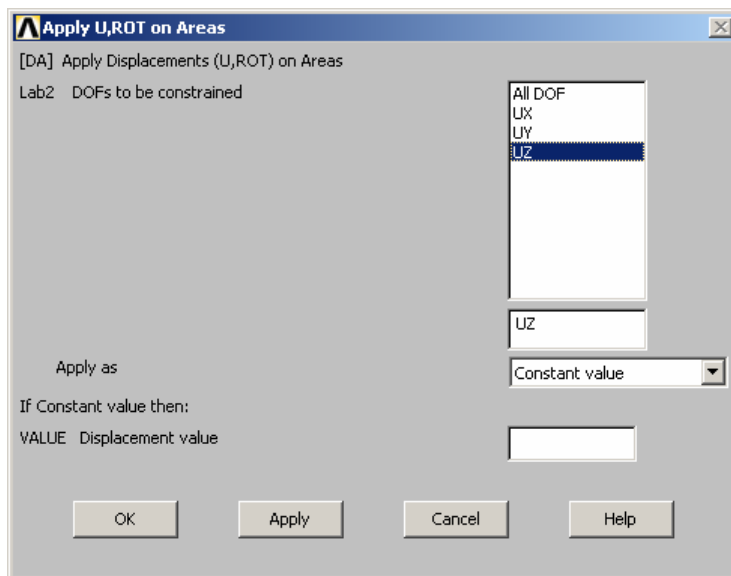 Apply U,ROT on Areas
[DA] Apply Displacements (U,ROT) on Areas
Lab2 DOFs to be constrained
All DOF
UX
UY
UZ
UZ
Apply as
Constant value
If Constant value then:
VALUE Displacement value
OK
Apply
Cancel
Help